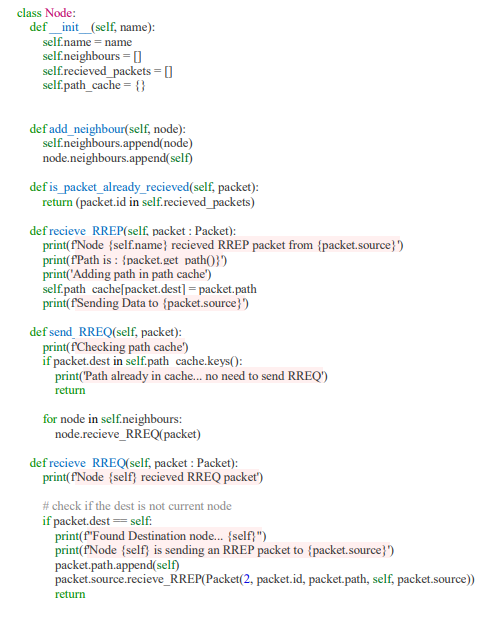 class Node:
    def __init__(self, name):
        self.name = name
        self.neighbours = []
        self.recieved_packets = []
        self.path_cache = {}

    def add_neighbour(self, node):
        self.neighbours.append(node)
        node.neighbours.append(self)

    def is_packet_already_recieved(self, packet):
        return (packet.id in self.recieved_packets)

    def recieve_RREP(self, packet : Packet):
        print(f'Node {self.name} recieved RREP packet from {packet.source}')
        print(f'Path is : {packet.get_path()}')
        print('Adding path in path cache')
        self.path_cache[packet.dest] = packet.path
        print(f'Sending Data to {packet.source}')

    def send_RREQ(self, packet):
        print(f'Checking path cache')
        if packet.dest in self.path_cache.keys():
            print('Path already in cache... no need to send RREQ')
            return

        for node in self.neighbours:
            node.recieve_RREQ(packet)

    def recieve_RREQ(self, packet : Packet):
        print(f'Node {self} recieved RREQ packet')

        # check if the dest is not current node
        if packet.dest == self:
            print(f"Found Destination node... {self}")
            print(f'Node {self} is sending an RREP packet to {packet.source}')
            packet.path.append(self)
            packet.source.recieve_RREP(Packet(2, packet.id, packet.path, self, packet.source))
            return